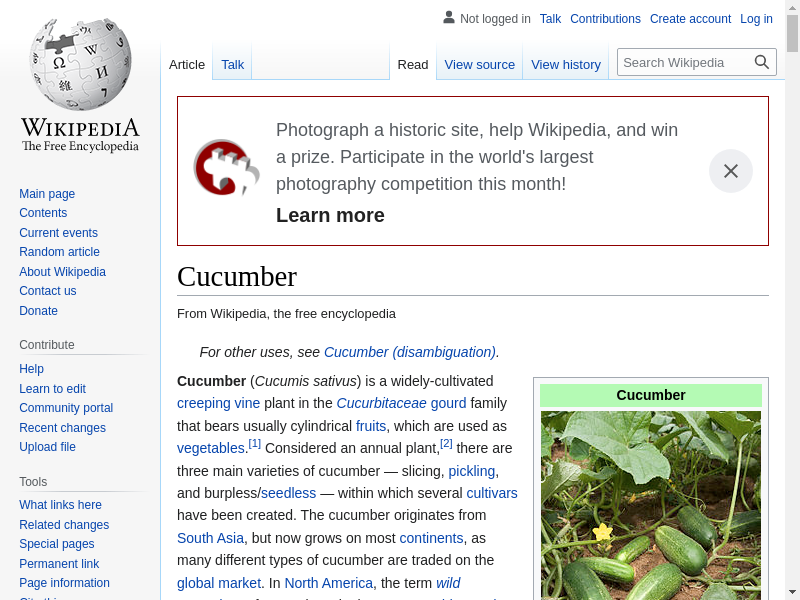 Not logged in Talk Contributions Create account Log in
Article Talk Read View source View history Search Wikipedia
WIKIPEDIA
The Free Encyclopedia
Main page
Contents
Current events
Random article
About Wikipedia
Contact us
Donate
Contribute
Help
Learn to edit
Community portal
Recent changes
Upload file
Tools
What links here
Related changes
Special pages
Permanent link
Page information
Photograph a historic site, help Wikipedia, and win
a prize. Participate in the world's largest
photography competition this month!
Learn more
Cucumber
From Wikipedia, the free encyclopedia
For other uses, see Cucumber (disambiguation).
Cucumber (Cucumis sativus) is a widely-cultivated
creeping vine plant in the Cucurbitaceae gourd family
that bears usually cylindrical fruits, which are used as
vegetables.[1] Considered an annual plant,[2] there are
three main varieties of cucumber — slicing, pickling,
and burpless/seedless — within which several cultivars
have been created. The cucumber originates from
South Asia, but now grows on most continents, as
many different types of cucumber are traded on the
global market. In North America, the term wild
Cucumber